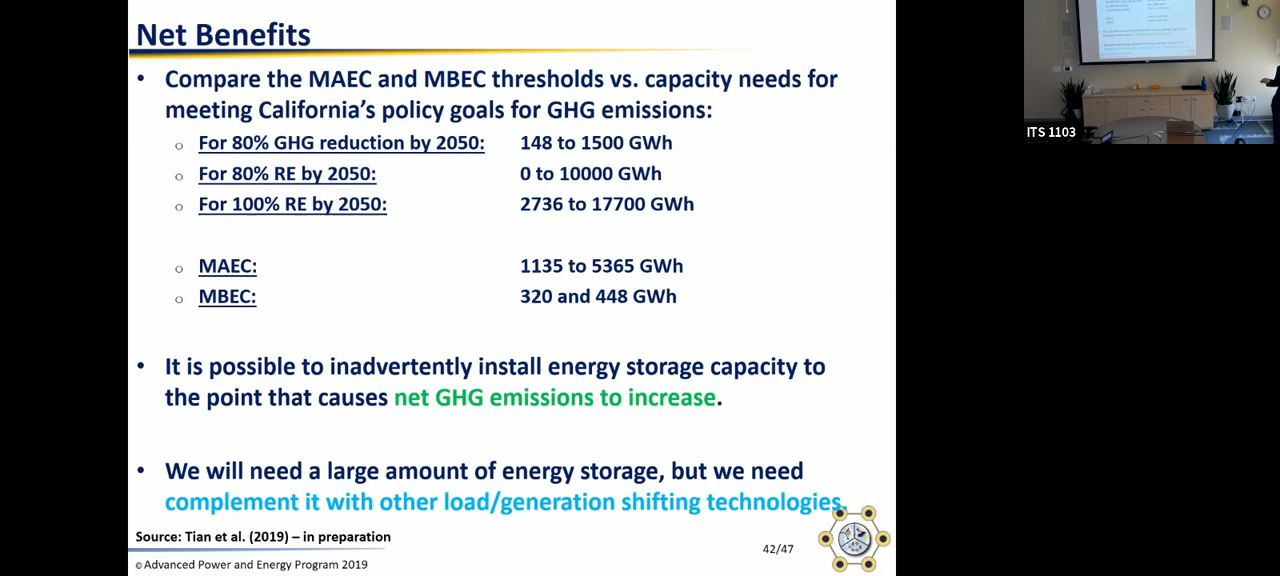 Net Benefits
• Compare the MAEC and MBEC thresholds vs. capacity needs for
meeting California's policy goals for GHG emissions:
o For 80% GHG reduction by 2050: 148 to 1500 GWh
o For 80% RE by 2050: 0 to 10000 GWh
o For 100% RE by 2050: 2736 to 17700 GWh
o MAEC: 1135 to 5365 GWh
o MBEC: 320 and 448 GWh
• It is possible to inadvertently install energy storage capacity to
the point that causes net GHG emissions to increase.
• We will need a large amount of energy storage, but we need
complement it with other load/generation shifting technologies.
Source: Tian et al. (2019) – in preparation
42/47
© Advanced Power and Energy Program 2019
ITS 1103